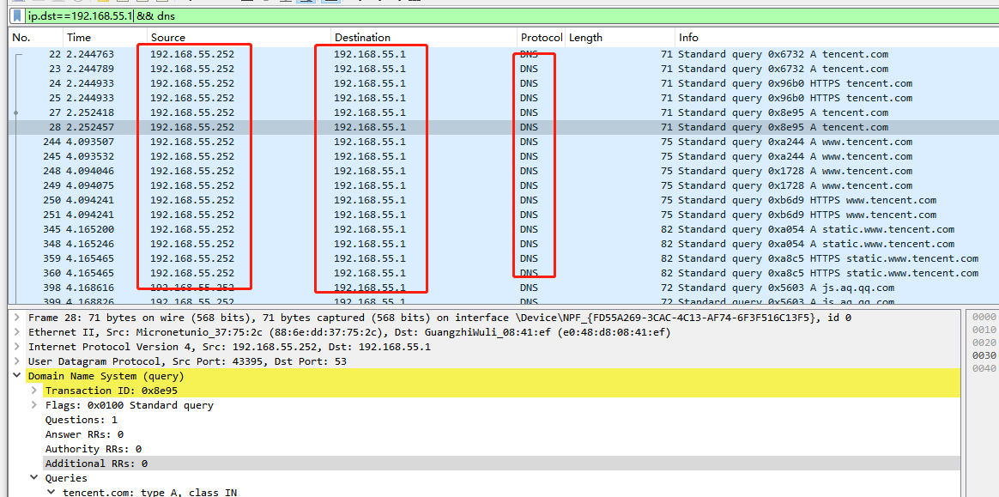 ip.dst==192.168.55.1 && dns
No. Time Source Destination Protocol Length Info
22 2.244763 192.168.55.252 192.168.55.1 DNS 71 Standard query 0x6732 A tencent.com
23 2.244789 192.168.55.252 192.168.55.1 DNS 71 Standard query 0x6732 A tencent.com
24 2.244933 192.168.55.252 192.168.55.1 DNS 71 Standard query 0x96b0 HTTPS tencent.com
25 2.244933 192.168.55.252 192.168.55.1 DNS 71 Standard query 0x96b0 HTTPS tencent.com
27 2.252418 192.168.55.252 192.168.55.1 DNS 71 Standard query 0x8e95 A tencent.com
28 2.252457 192.168.55.252 192.168.55.1 DNS 71 Standard query 0x8e95 A tencent.com
244 4.093507 192.168.55.252 192.168.55.1 DNS 75 Standard query 0xa244 A www.tencent.com
245 4.093532 192.168.55.252 192.168.55.1 DNS 75 Standard query 0xa244 A www.tencent.com
248 4.094046 192.168.55.252 192.168.55.1 DNS 75 Standard query 0x1728 A www.tencent.com
249 4.094075 192.168.55.252 192.168.55.1 DNS 75 Standard query 0x1728 A www.tencent.com
250 4.094241 192.168.55.252 192.168.55.1 DNS 75 Standard query 0xb6d9 HTTPS www.tencent.com
251 4.094241 192.168.55.252 192.168.55.1 DNS 75 Standard query 0xb6d9 HTTPS www.tencent.com
345 4.165200 192.168.55.252 192.168.55.1 DNS 82 Standard query 0xa054 A static.www.tencent.com
348 4.165246 192.168.55.252 192.168.55.1 DNS 82 Standard query 0xa054 A static.www.tencent.com
359 4.165465 192.168.55.252 192.168.55.1 DNS 82 Standard query 0xa8c5 HTTPS static.www.tencent.com
360 4.165465 192.168.55.252 192.168.55.1 DNS 82 Standard query 0xa8c5 HTTPS static.www.tencent.com
398 4.168616 192.168.55.252 192.168.55.1 DNS 72 Standard query 0x5603 A js.aq.qq.com
399 4.168826 192.168.55.252 192.168.55.1 DNS 72 Standard query 0x5603 A js.aq.qq.com
Frame 28: 71 bytes on wire (568 bits), 71 bytes captured (568 bits) on interface \Device\NPF_{FD55A269-3CAC-4C13-AF74-6F3F516C13F5}, id 0
Ethernet II, Src: Micronetunio_37:75:2c (88:6e:dd:37:75:2c), Dst: GuangzhiWuli_08:41:ef (e0:48:d8:08:41:ef)
Internet Protocol Version 4, Src: 192.168.55.252, Dst: 192.168.55.1
User Datagram Protocol, Src Port: 43395, Dst Port: 53
Domain Name System (query)
Transaction ID: 0x8e95
Flags: 0x0100 Standard query
Questions: 1
Answer RRs: 0
Authority RRs: 0
Additional RRs: 0
Queries
tencent.com: type A, class IN
0000
0010
0020
0030
0040